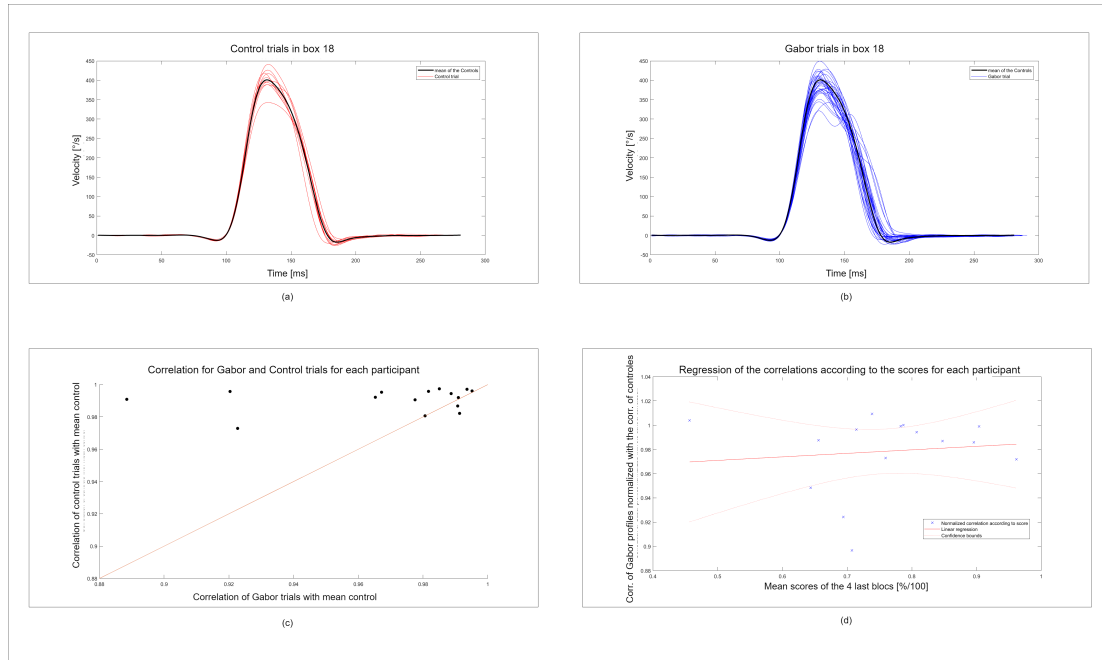 Control trials in box 18
mean of the Controls
Control trial
Velocity [°/s]
450
400
350
300
250
200
150
100
50
0
-50
0
50
100
150
200
250
300
Time [ms]
(a)
Gabor trials in box 18
mean of the Controls
Gabor trial
Velocity [°/s]
450
400
350
300
250
200
150
100
50
0
-50
0
50
100
150
200
250
300
Time [ms]
(b)
Correlation for Gabor and Control trials for each participant
Correlation of control trials with mean control
1
0.98
0.96
0.94
0.92
0.9
0.88
0.88
0.9
0.92
0.94
0.96
0.98
1
Correlation of Gabor trials with mean control
(c)
Regression of the correlations according to the scores for each participant
Corr. of Gabor profiles normalized with the corr. of controles
1.04
1.02
1
0.98
0.96
0.94
0.92
0.9
0.88
Normalized correlation according to score
Linear regression
Confidence bounds
0.4
0.5
0.6
0.7
0.8
0.9
1
Mean scores of the 4 last blocs [%/100]
(d)